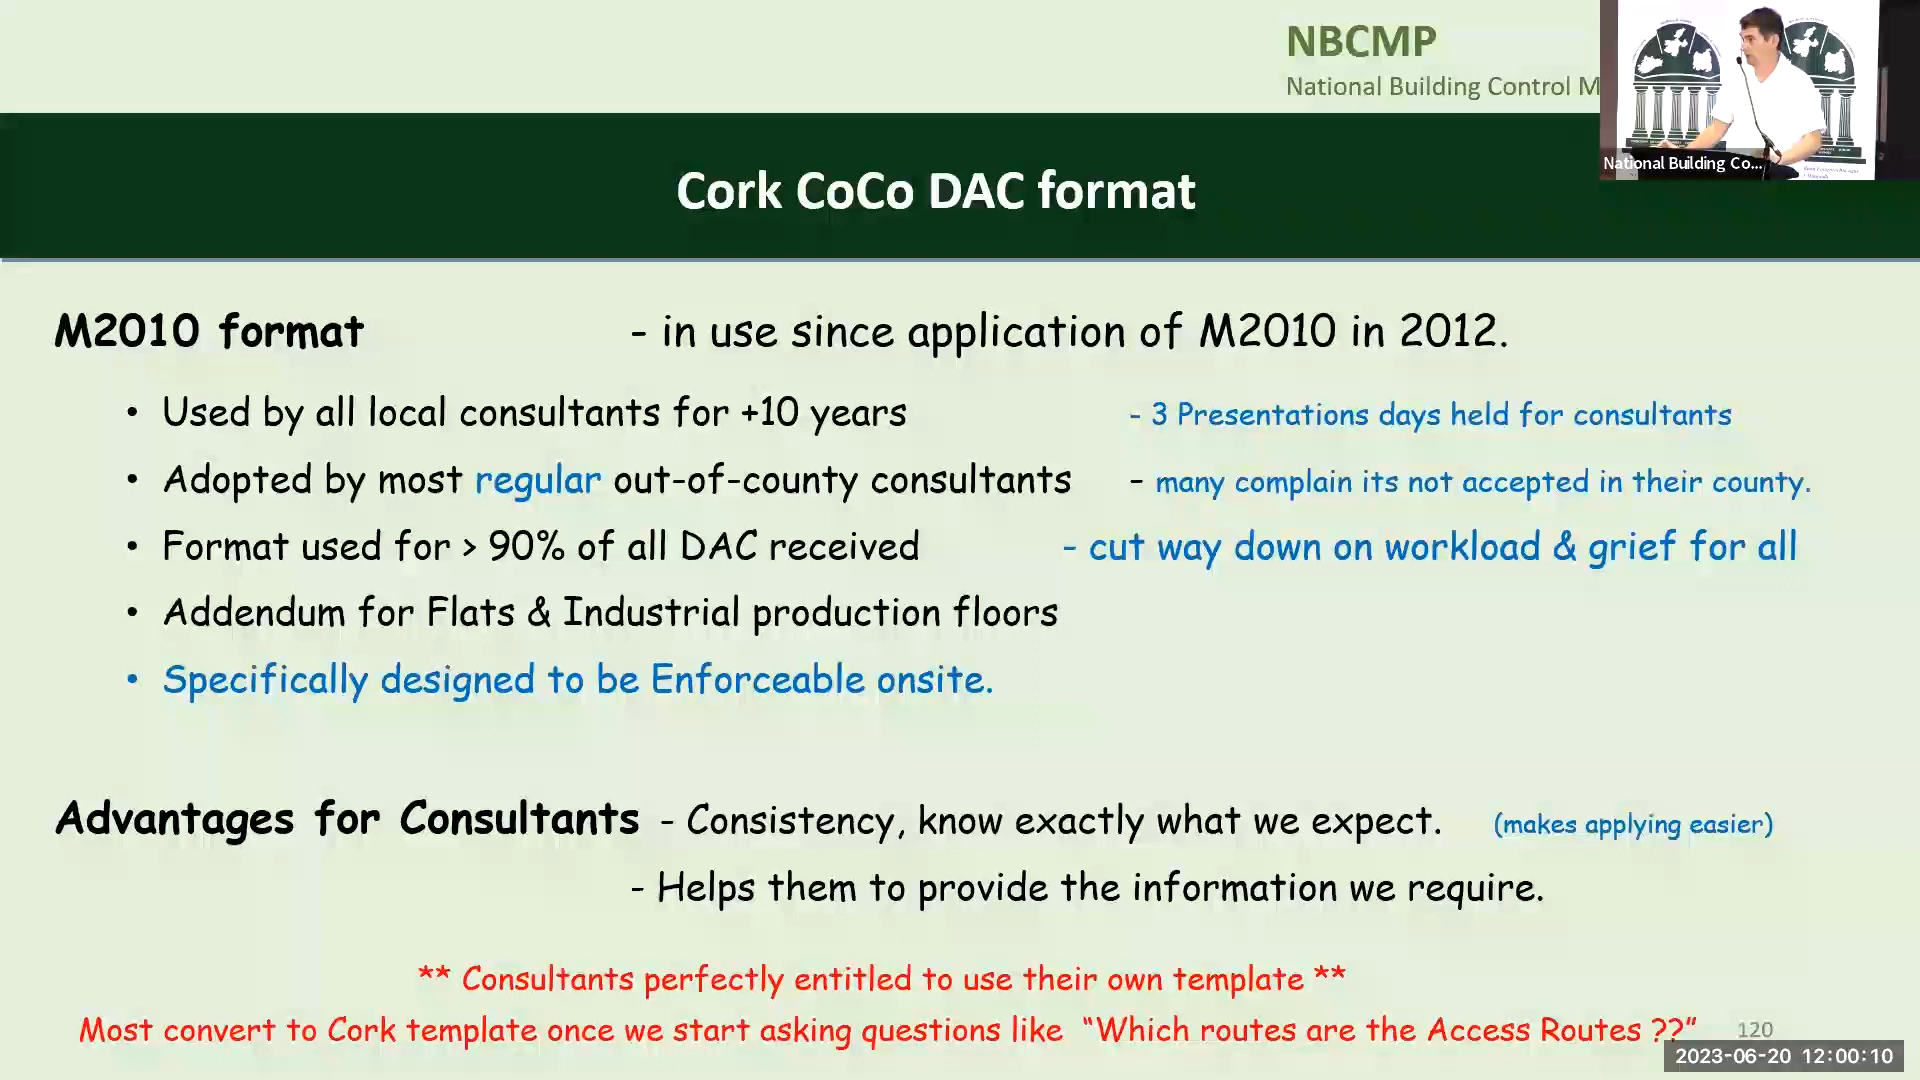 NBCMP
National Building Control M
National Building Co...
Cork CoCo DAC format
M2010 format - in use since application of M2010 in 2012.
• Used by all local consultants for +10 years - 3 Presentations days held for consultants
• Adopted by most regular out-of-county consultants - many complain its not accepted in their county.
• Format used for > 90% of all DAC received - cut way down on workload & grief for all
• Addendum for Flats & Industrial production floors
• Specifically designed to be Enforceable onsite.
Advantages for Consultants - Consistency, know exactly what we expect. (makes applying easier)
- Helps them to provide the information we require.
** Consultants perfectly entitled to use their own template **
Most convert to Cork template once we start asking questions like “Which routes are the Access Routes ??”
120
2023-06-20 12:00:10